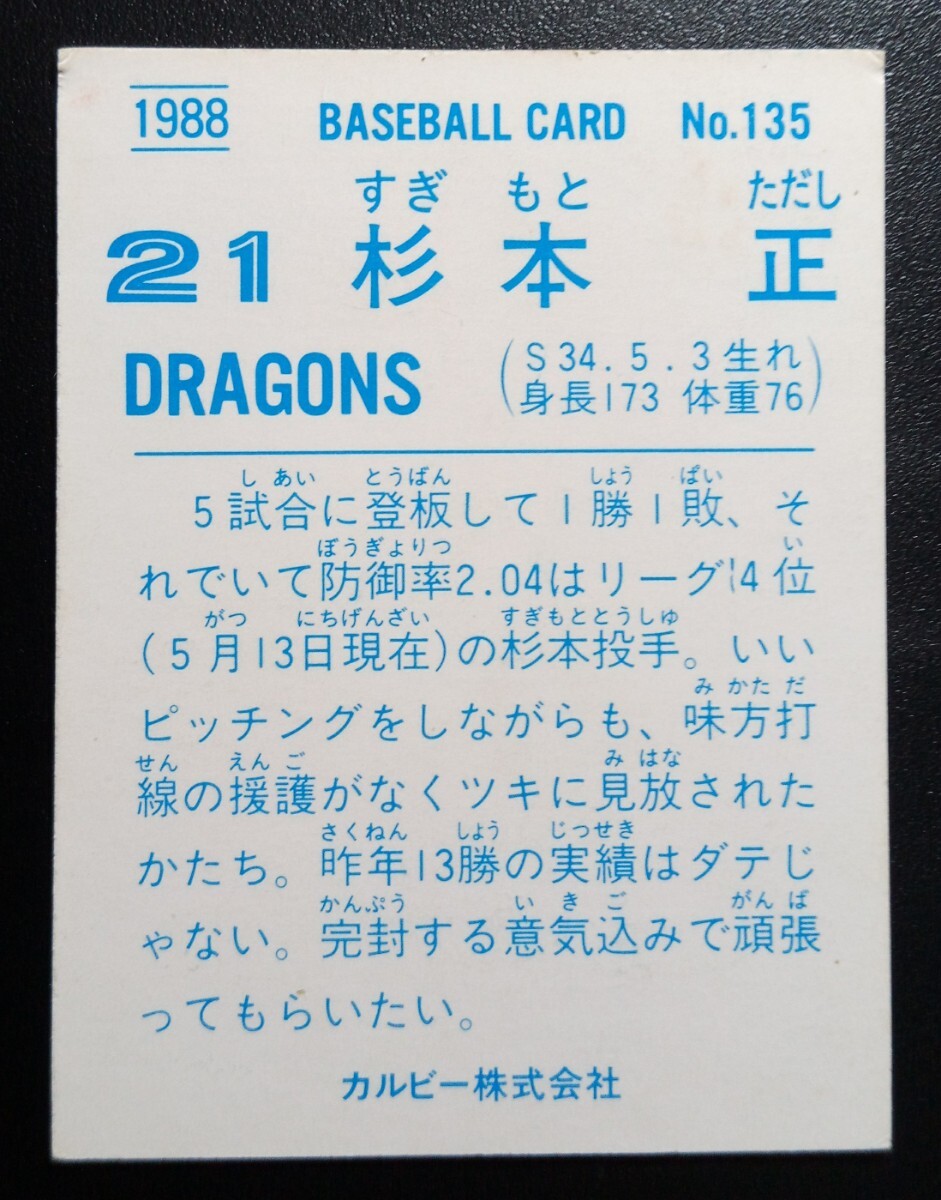 1988 BASEBALL CARD No.135
すぎ もと ただし
21 杉本 正
DRAGONS
(S34.5.3生れ
身長173 体重76)
し あい とうばん しょう ぱい
5試合に登板して1勝1敗、そ
ぼうぎょりつ い
れでいて防御率2.04はリーグ14位
がつ にちげんざい すぎもととうしゅ
(5月13日現在)の杉本投手。いい
み かた だ
ピッチングをしながらも、味方打
せん えん ご み はな
線の援護がなくツキに見放された
さくねん しょう じっせき
かたち。昨年13勝の実績はダテじ
かんぷう い き ご がんば
ゃない。完封する意気込みで頑張
ってもらいたい。
カルビー株式会社